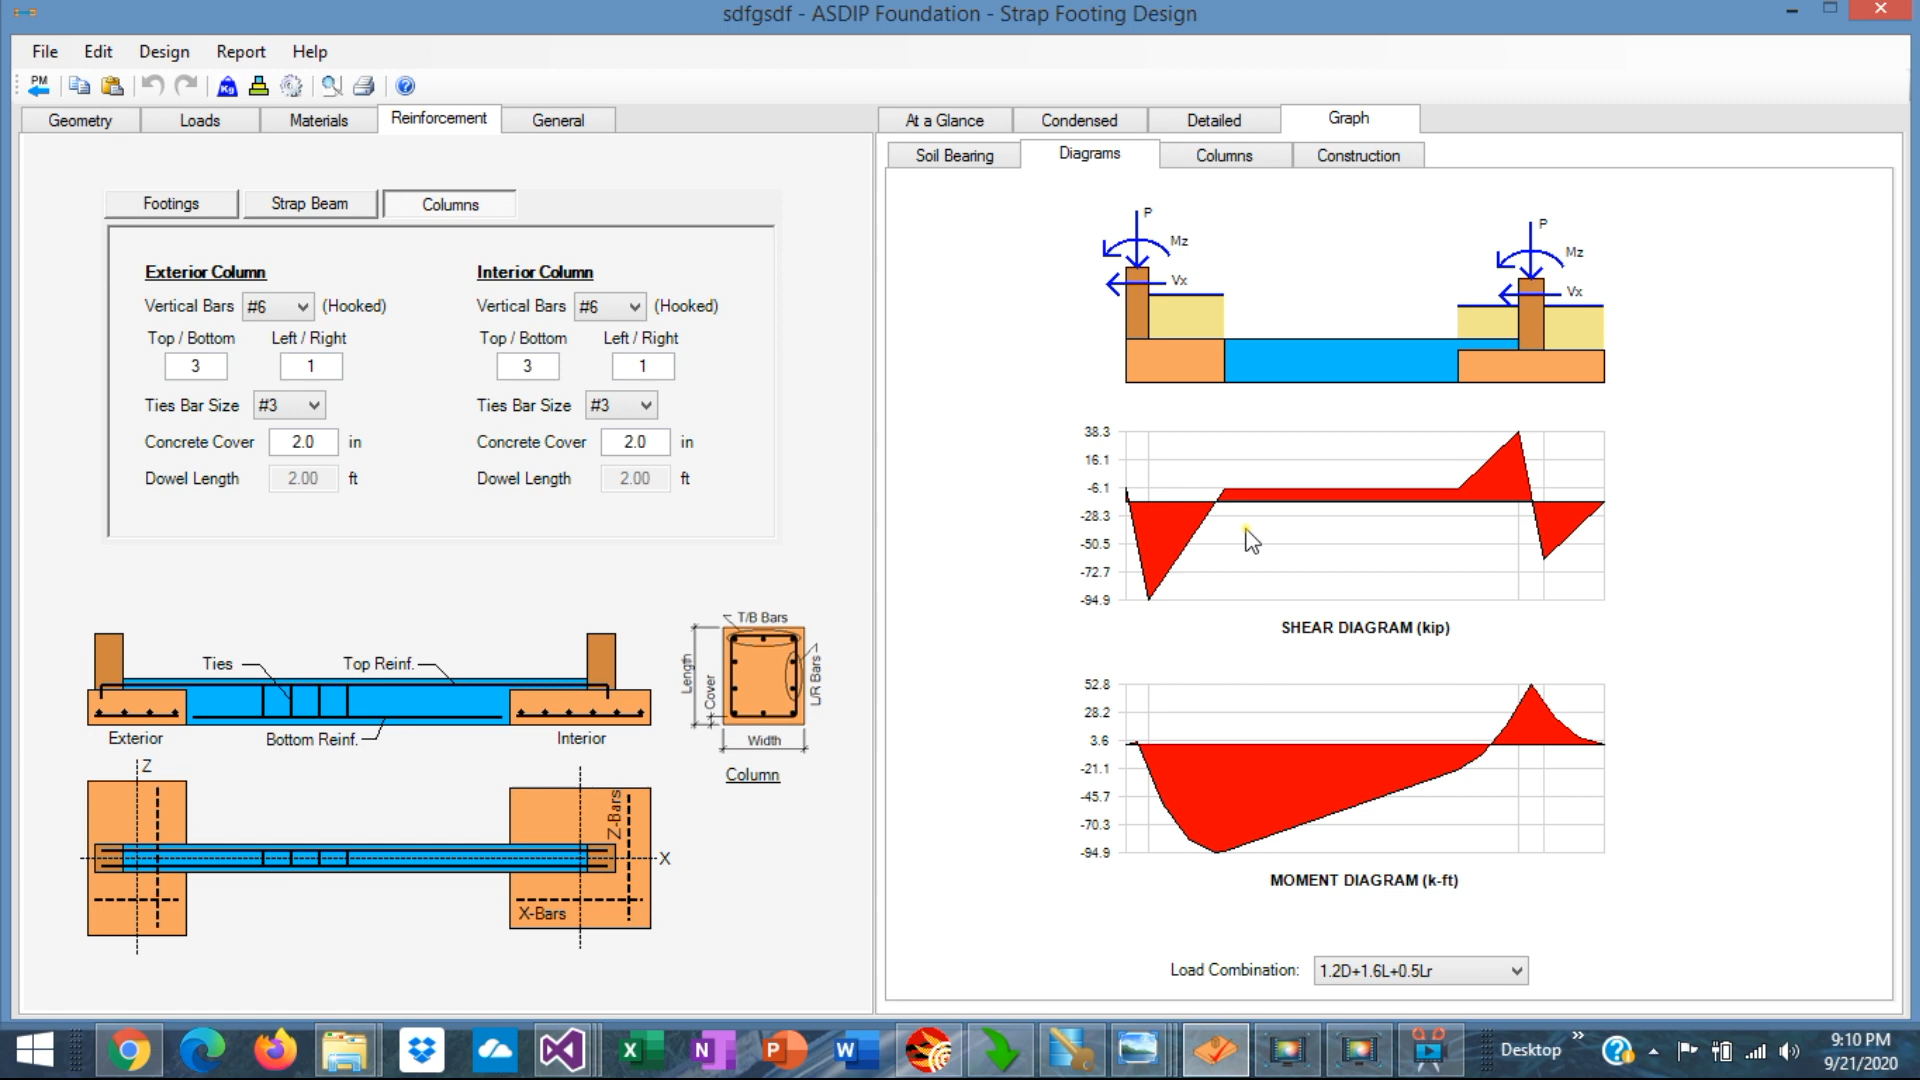 sdfgsdf - ASDIP Foundation - Strap Footing Design
File Edit Design Report Help
PM Kg
Geometry Loads Materials Reinforcement General
At a Glance Condensed Detailed Graph
Soil Bearing Diagrams Columns Construction
Footings Strap Beam Columns
Exterior Column
Vertical Bars #6 (Hooked)
Top / Bottom Left / Right
3 1
Ties Bar Size #3
Concrete Cover 2.0 in
Dowel Length 2.00 ft
Interior Column
Vertical Bars #6 (Hooked)
Top / Bottom Left / Right
3 1
Ties Bar Size #3
Concrete Cover 2.0 in
Dowel Length 2.00 ft
Ties Top Reinf.
Exterior Bottom Reinf. Interior
Z
Z-Bars
X
X-Bars
T/B Bars
Length
Cover
L/R Bars
Width
Column
P
Mz
Vx
P
Mz
Vx
38.3
16.1
-6.1
-28.3
-50.5
-72.7
-94.9
SHEAR DIAGRAM (kip)
52.8
28.2
3.6
-21.1
-45.7
-70.3
-94.9
MOMENT DIAGRAM (k-ft)
Load Combination: 1.2D+1.6L+0.5Lr
Desktop
9:10 PM
9/21/2020